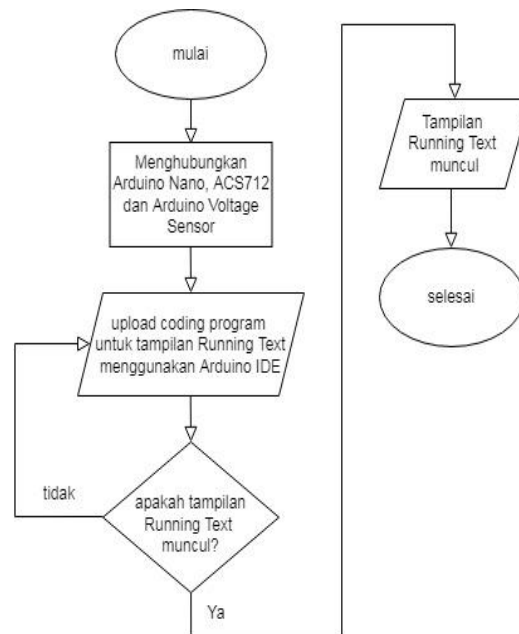 mulai
Menghubungkan
Arduino Nano, ACS712
dan Arduino Voltage
Sensor
upload coding program
untuk tampilan Running Text
menggunakan Arduino IDE
tidak
apakah tampilan
Running Text
muncul?
Ya
Tampilan
Running Text
muncul
selesai